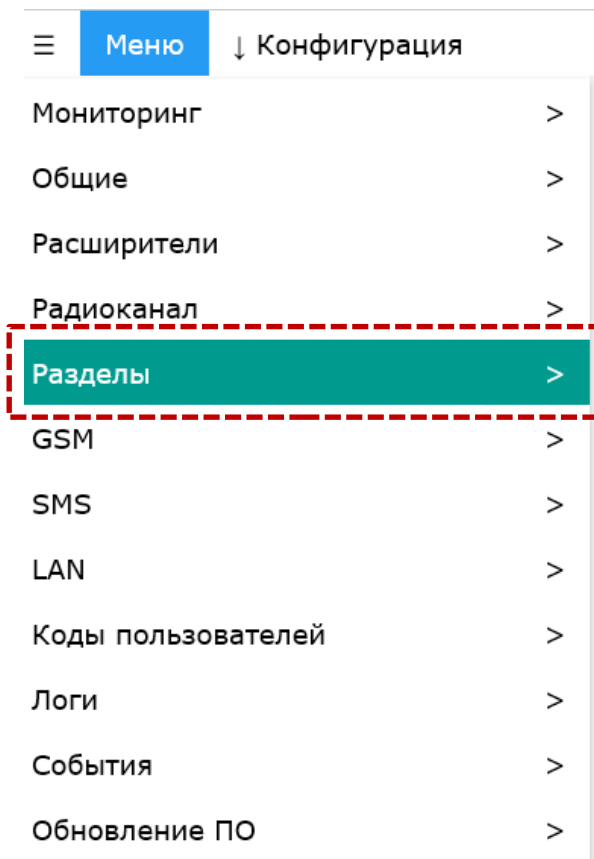 ☰ Меню ↓ Конфигурация
Мониторинг >
Общие >
Расширители >
Радиоканал >
Разделы >
GSM >
SMS >
LAN >
Коды пользователей >
Логи >
События >
Обновление ПО >